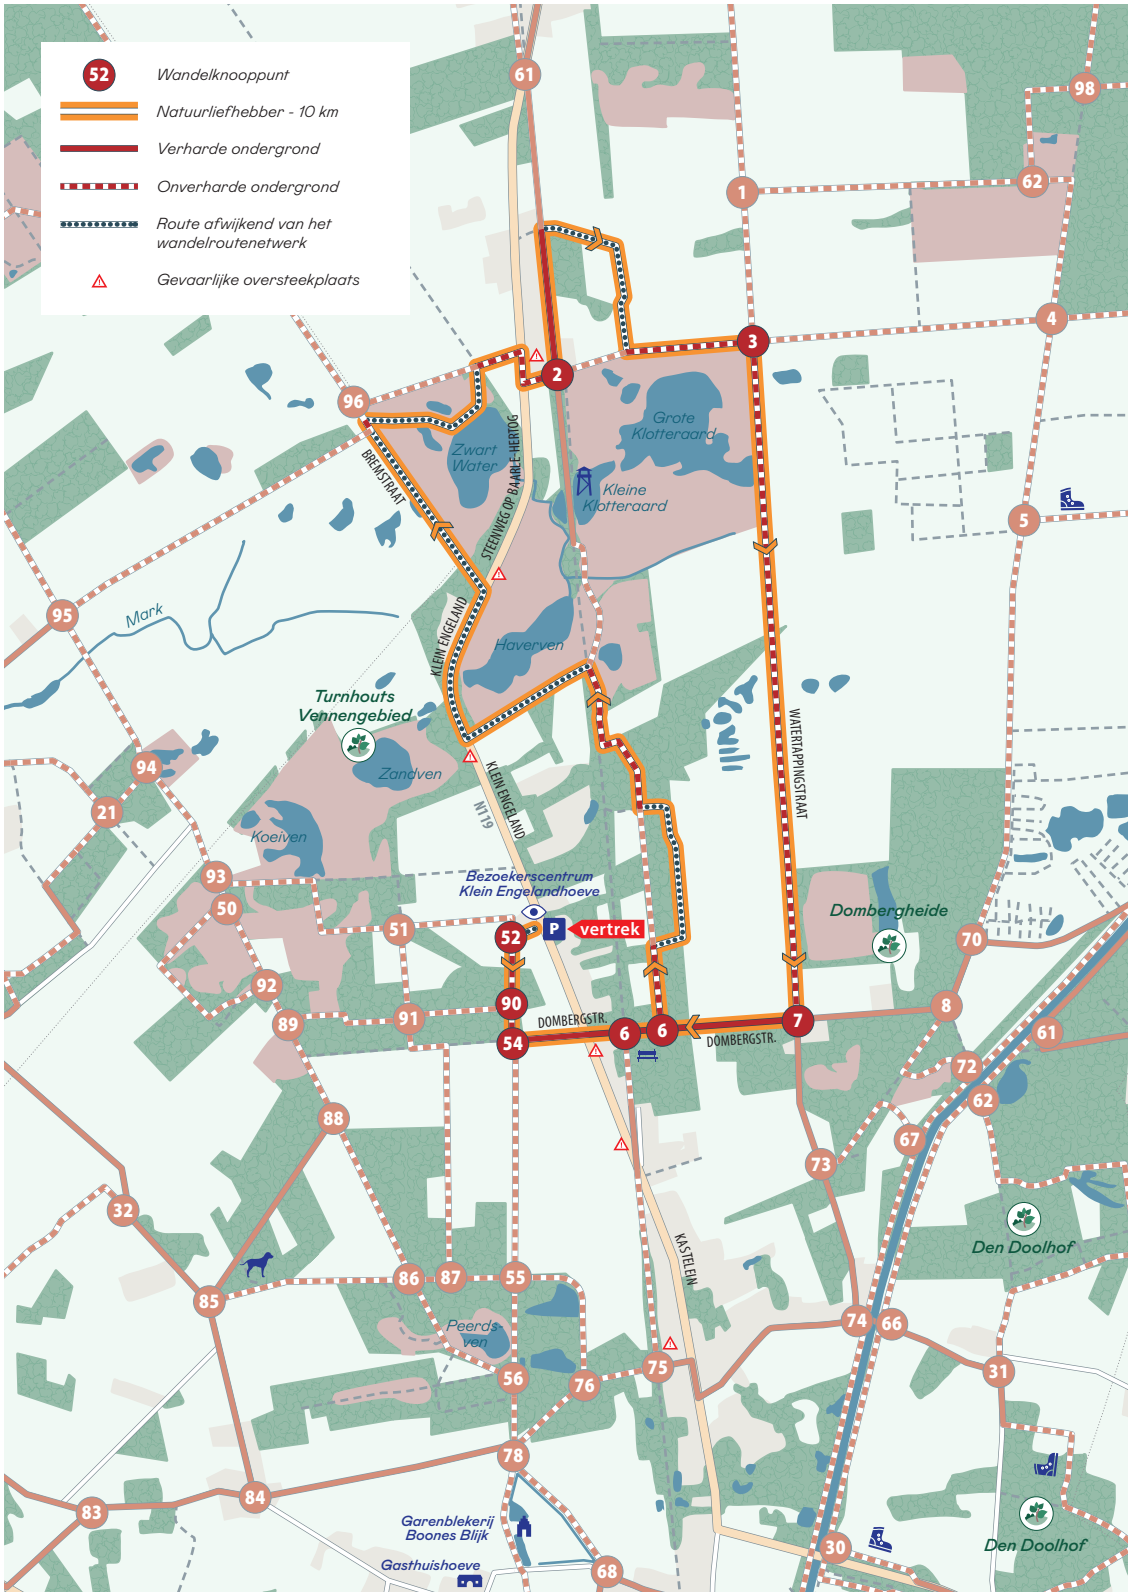 52 Wandelknooppunt
Natuurliefhebber - 10 km
Verharde ondergrond
Onverharde ondergrond
Route afwijkend van het
wandelroutenetwerk
Gevaarlijke oversteekplaats
61
98
62
1
4
3
2
96
Grote
Klotteraard
Zwart
Water
BREMSTRAAT
STEENWEG OP BAARLE-HERTOG
Kleine
Klotteraard
5
95
Mark
KLEIN ENGELAND
Haverven
Turnhouts
Vennengebied
WATERTAPPINGSTRAAT
94
Zandven
KLEIN ENGELAND
N119
21
Koeiven
93
Bezoekerscentrum
Klein Engelandhoeve
50
Dombergheide
51
52
P
vertrek
70
92
90
8
89
91
DOMBERGSTR.
54
6
6
7
DOMBERGSTR.
61
72
62
88
67
73
32
Den Doolhof
KASTELEIN
86
87
55
85
74
66
Peerds-
ven
75
31
56
76
78
84
83
Garenblekerij
Boones Blijk
Den Doolhof
30
Gasthuishoeve
68